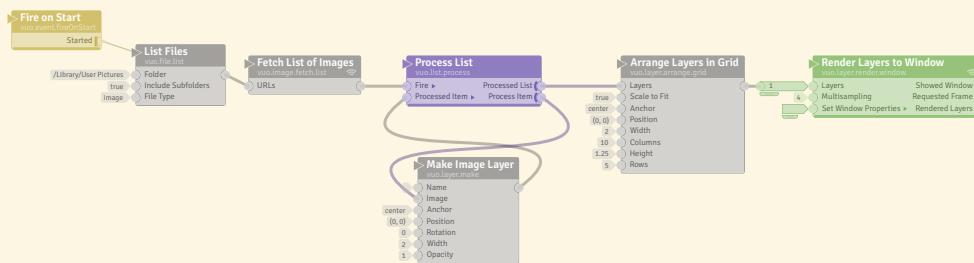 Fire on Start
vuo.event.fireOnStart
Started
List Files
vuo.file.list
/Library/User Pictures
Folder
true
Include Subfolders
Image
File Type
Fetch List of Images
vuo.image.fetch.list
URLs
Process List
vuo.list.process
Fire
Processed List
Processed Item
Process Item
Make Image Layer
vuo.layer.make
Name
Image
center
Anchor
(0, 0)
Position
0
Rotation
2
Width
1
Opacity
Arrange Layers in Grid
vuo.layer.arrange.grid
Layers
true
Scale to Fit
center
Anchor
(0, 0)
Position
2
Width
10
Columns
1.25
Height
5
Rows
Render Layers to Window
vuo.layer.render.window
1
Layers
Showed Window
4
Multisampling
Requested Frame
Set Window Properties
Rendered Layers